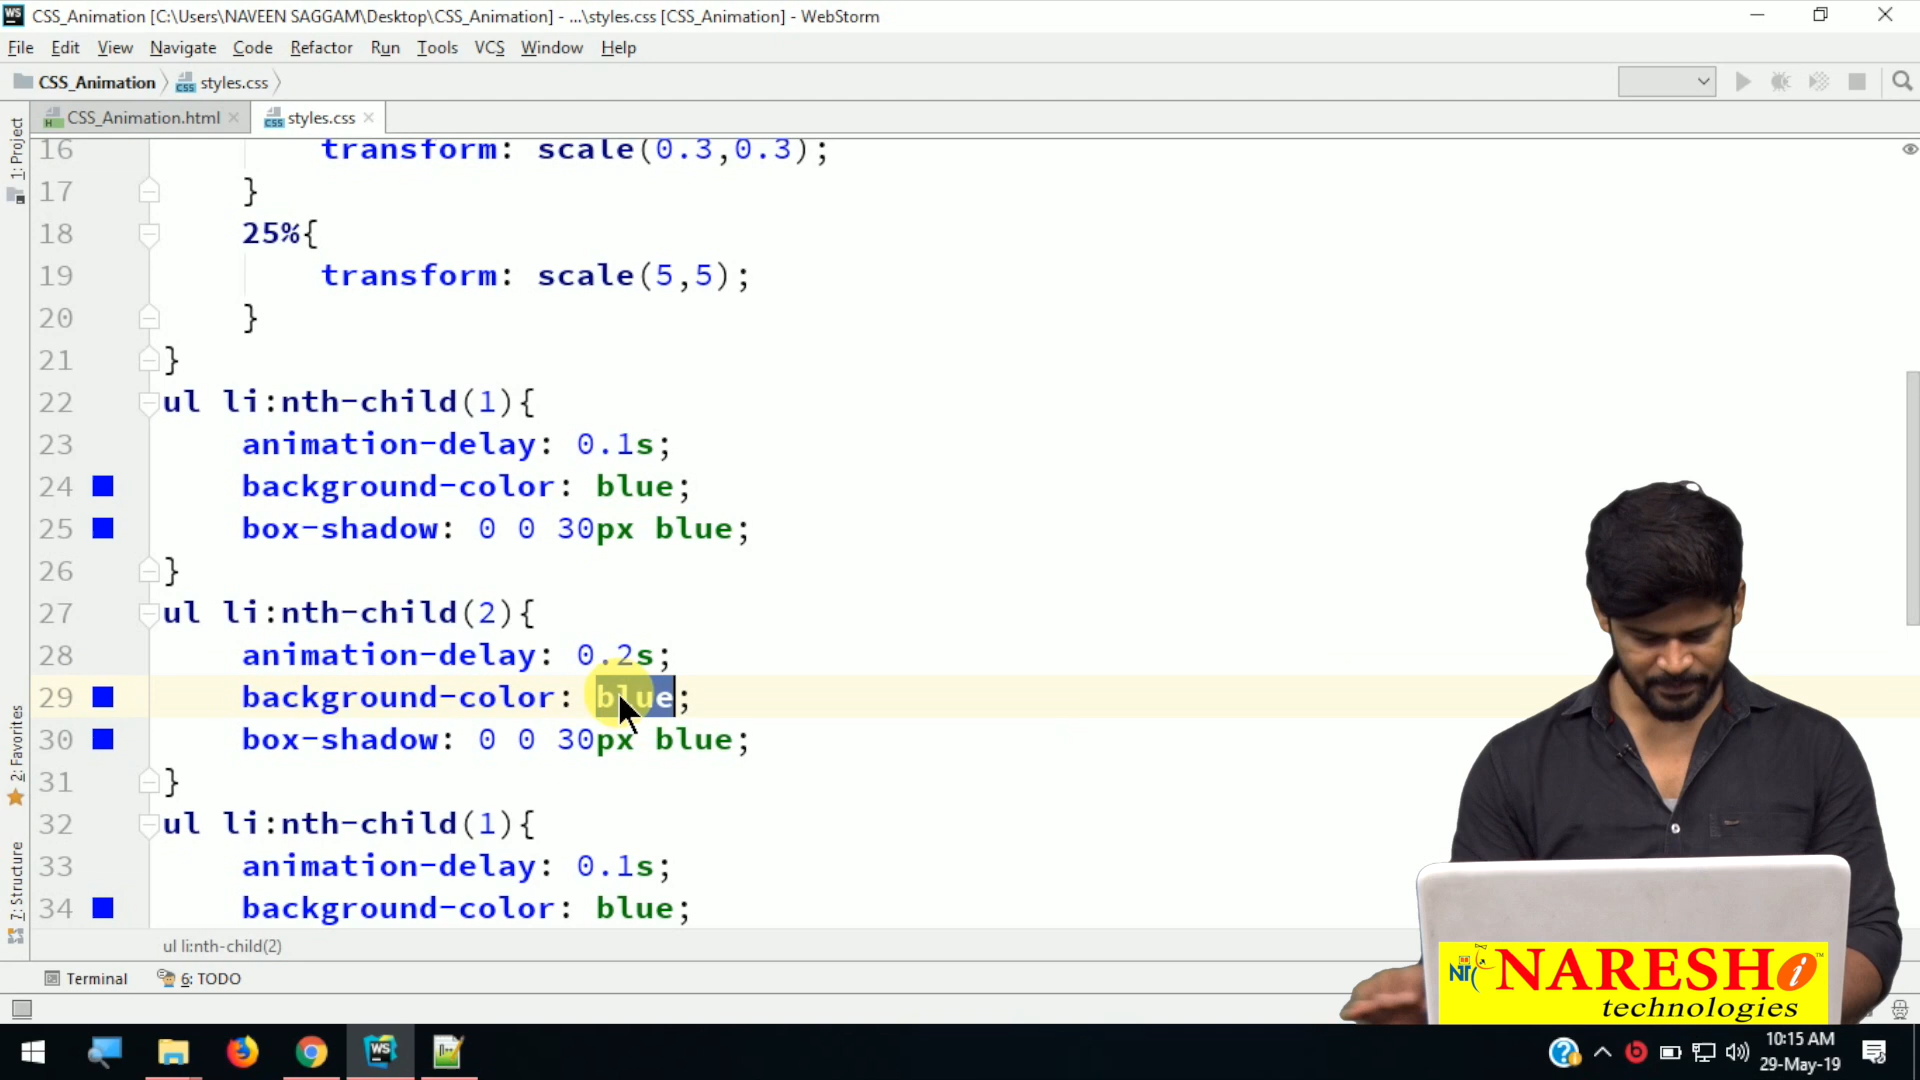 CSS_Animation [C:\Users\NAVEEN SAGGAM\Desktop\CSS_Animation] - ...\styles.css [CSS_Animation] - WebStorm
File Edit View Navigate Code Refactor Run Tools VCS Window Help
CSS_Animation styles.css
CSS_Animation.html styles.css
1: Project
2: Favorites
7: Structure
16 transform: scale(0.3,0.3);
17 }
18 25%{
19 transform: scale(5,5);
20 }
21 }
22 ul li:nth-child(1){
23 animation-delay: 0.1s;
24 background-color: blue;
25 box-shadow: 0 0 30px blue;
26 }
27 ul li:nth-child(2){
28 animation-delay: 0.2s;
29 background-color: blue;
30 box-shadow: 0 0 30px blue;
31 }
32 ul li:nth-child(1){
33 animation-delay: 0.1s;
34 background-color: blue;
ul li:nth-child(2)
Terminal 6: TODO
NARESH i
technologies
10:15 AM
29-May-19